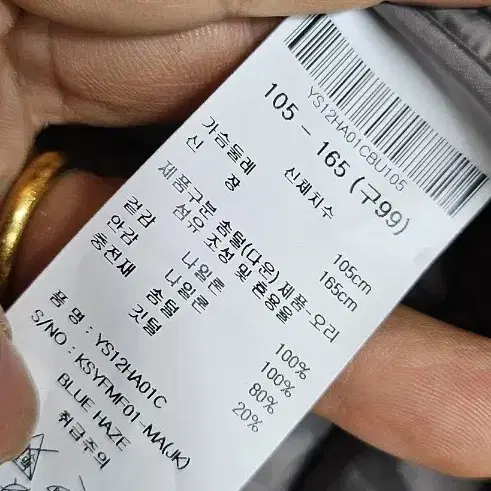 YS12HA01CBU105
105 - 165 (구99)
신체치수
가슴둘레 105cm
신 장 165cm
제품구분 솜털(다운) 제품-오리
섬유 조성 및 혼용율
겉감 나일론 100%
안감 나일론 100%
충전재 솜털 80%
깃털 20%
품 명 : YS12HA01C
S/NO : KSYFMF01-MA(JK)
BLUE HAZE
취급주의